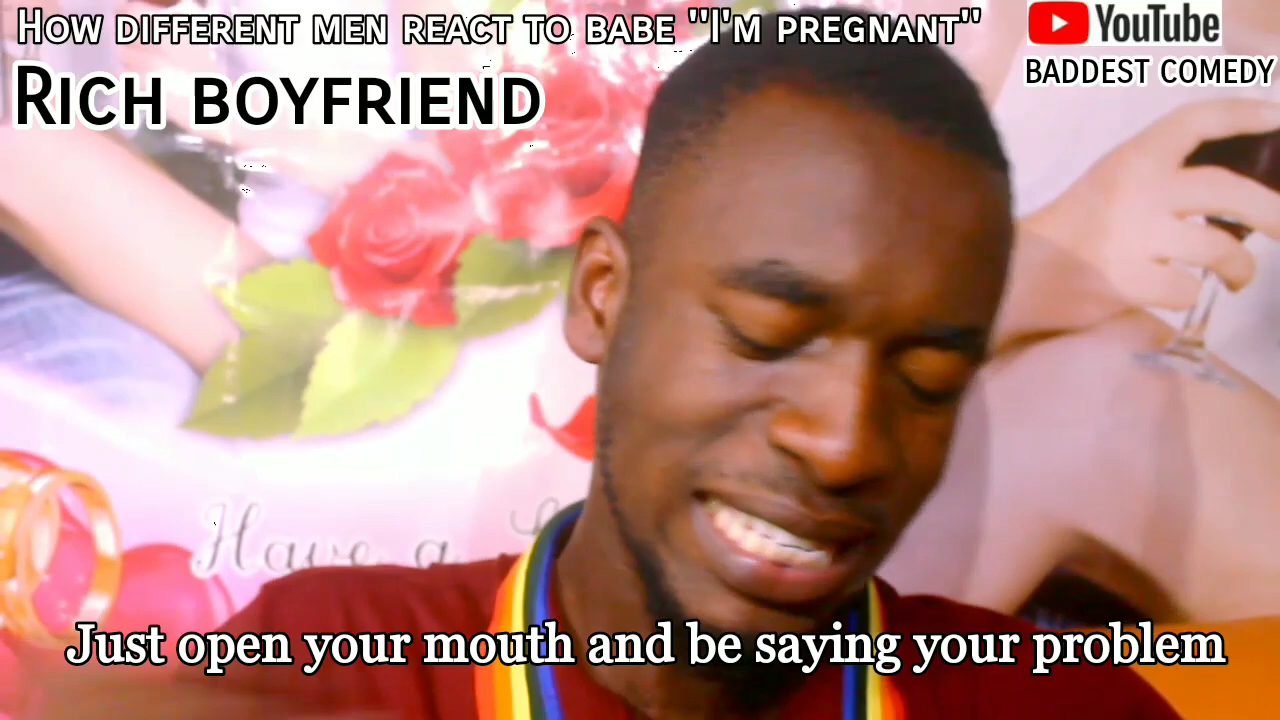 How different men react to babe "I'm pregnant"
Rich boyfriend
YouTube
BADDEST COMEDY
Have a
Just open your mouth and be saying your problem